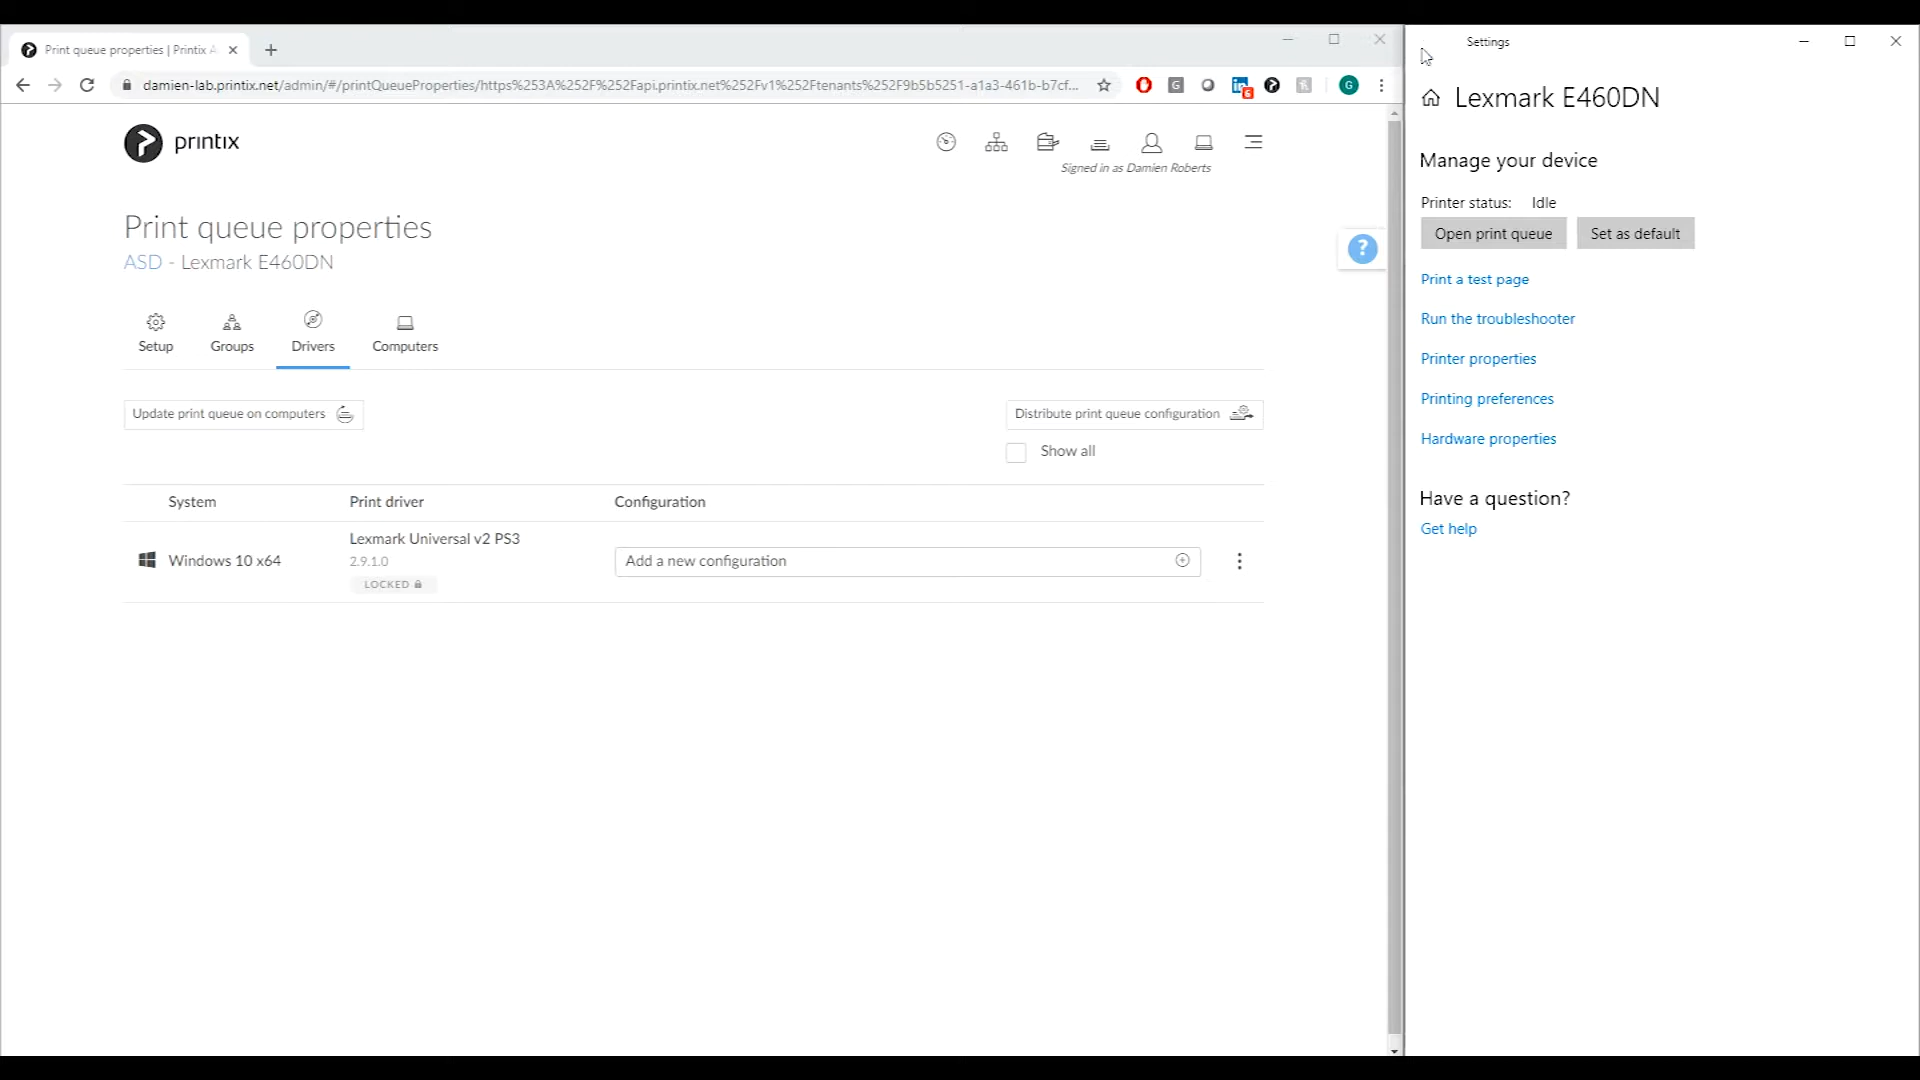 Print queue properties | Printix A
damien-lab.printix.net/admin/#/printQueueProperties/https%253A%252F%252Fapi.printix.net%252Fv1%252Ftenants%252F9b5b5251-a1a3-461b-b7cf...
G
6
G
printix
Signed in as Damien Roberts
Print queue properties
ASD - Lexmark E460DN
?
Setup
Groups
Drivers
Computers
Update print queue on computers
Distribute print queue configuration
Show all
System
Print driver
Configuration
Windows 10 x64
Lexmark Universal v2 PS3
2.9.1.0
LOCKED
Add a new configuration
Settings
Lexmark E460DN
Manage your device
Printer status: Idle
Open print queue
Set as default
Print a test page
Run the troubleshooter
Printer properties
Printing preferences
Hardware properties
Have a question?
Get help